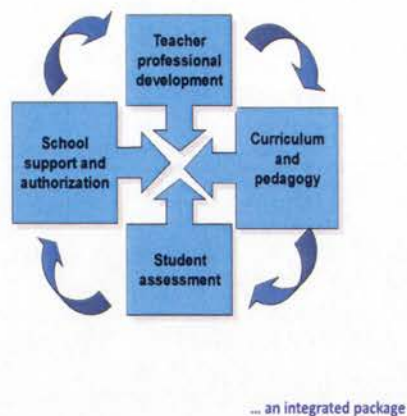 Teacher
professional
development
School
support and
authorization
Curriculum
and
pedagogy
Student
assessment
... an integrated package